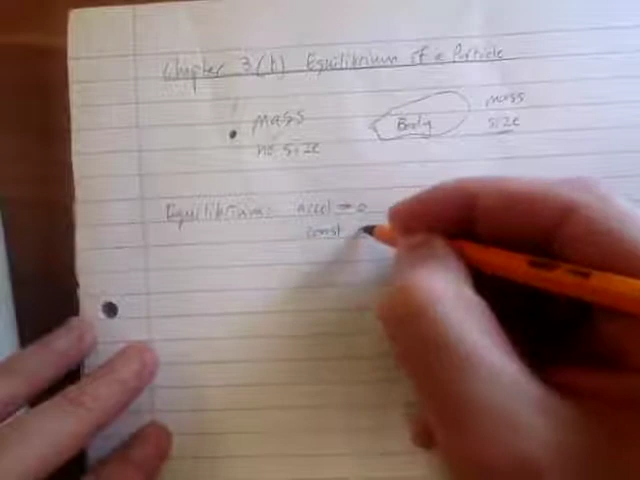 Chapter 3(b) Equilibrium of a Particle
mass
no size
Body
mass
size
Equilibrium: accel = 0
const